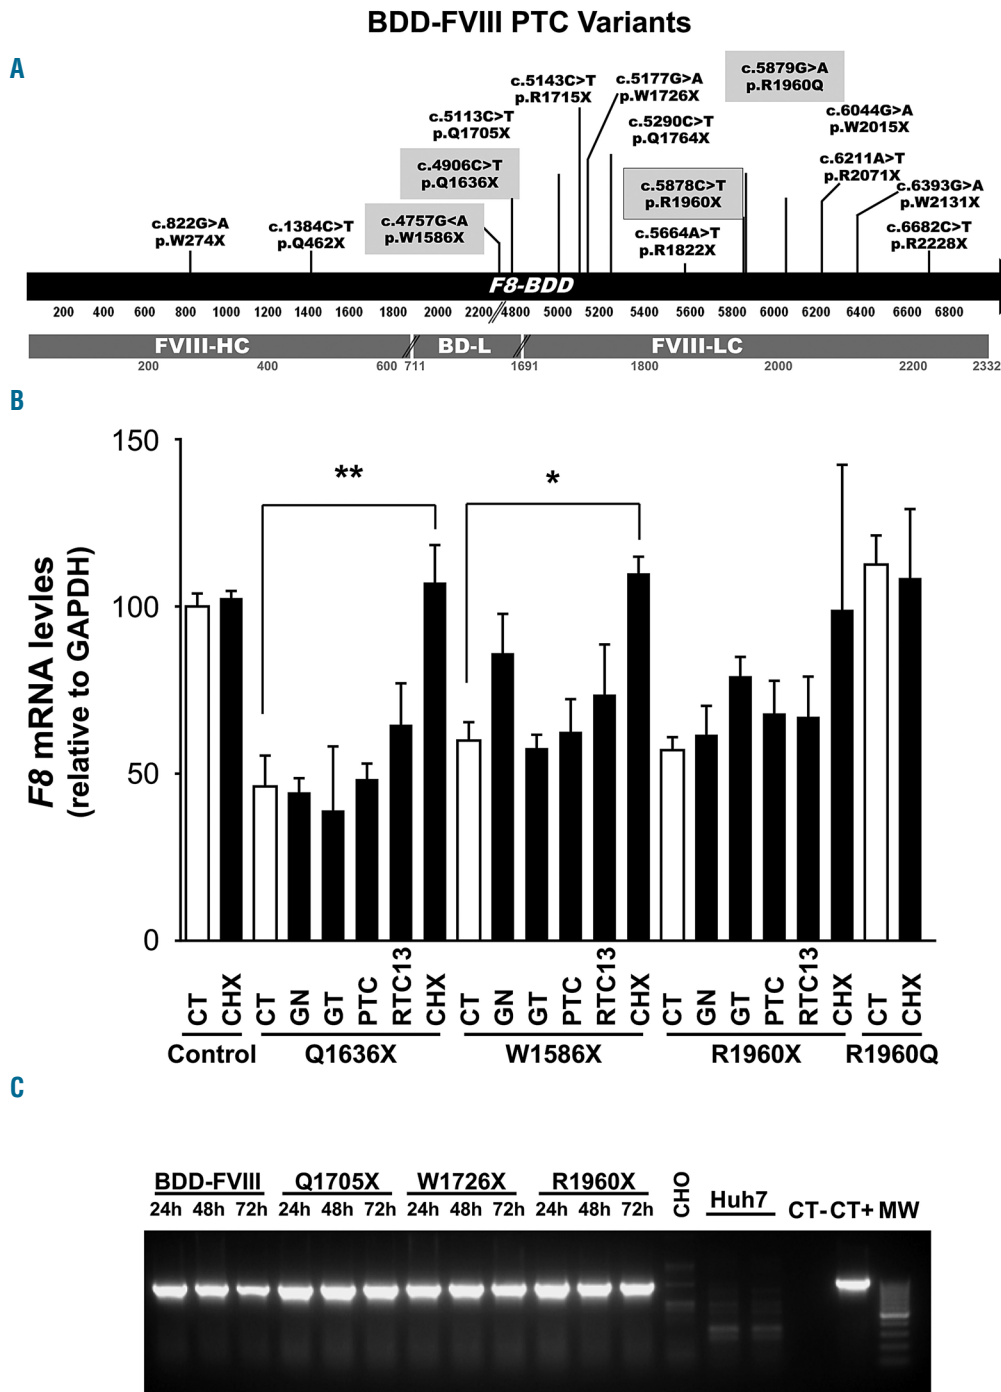 BDD-FVIII PTC Variants
A
c.5143C>T
p.R1715X
c.5177G>A
p.W1726X
c.5879G>A
p.R1960Q
c.5113C>T
p.Q1705X
c.5290C>T
p.Q1764X
c.6044G>A
p.W2015X
c.4906C>T
p.Q1636X
c.5878C>T
p.R1960X
c.6211A>T
p.R2071X
c.6393G>A
p.W2131X
c.822G>A
p.W274X
c.1384C>T
p.Q462X
c.4757G<A
p.W1586X
c.5664A>T
p.R1822X
c.6682C>T
p.R2228X
F8-BDD
200 400 600 800 1000 1200 1400 1600 1800 2000 2200 4800 5000 5200 5400 5600 5800 6000 6200 6400 6600 6800
FVIII-HC BD-L FVIII-LC
200 400 600 711 1691 1800 2000 2200 2332
B
F8 mRNA levles
(relative to GAPDH)
150
100
50
0
** *
CT CHX CT GN GT PTC RTC13 CHX CT GN GT PTC RTC13 CHX CT GN GT PTC RTC13 CHX CT CHX
Control Q1636X W1586X R1960X R1960Q
C
BDD-FVIII Q1705X W1726X R1960X CHO Huh7 CT- CT+ MW
24h 48h 72h 24h 48h 72h 24h 48h 72h 24h 48h 72h